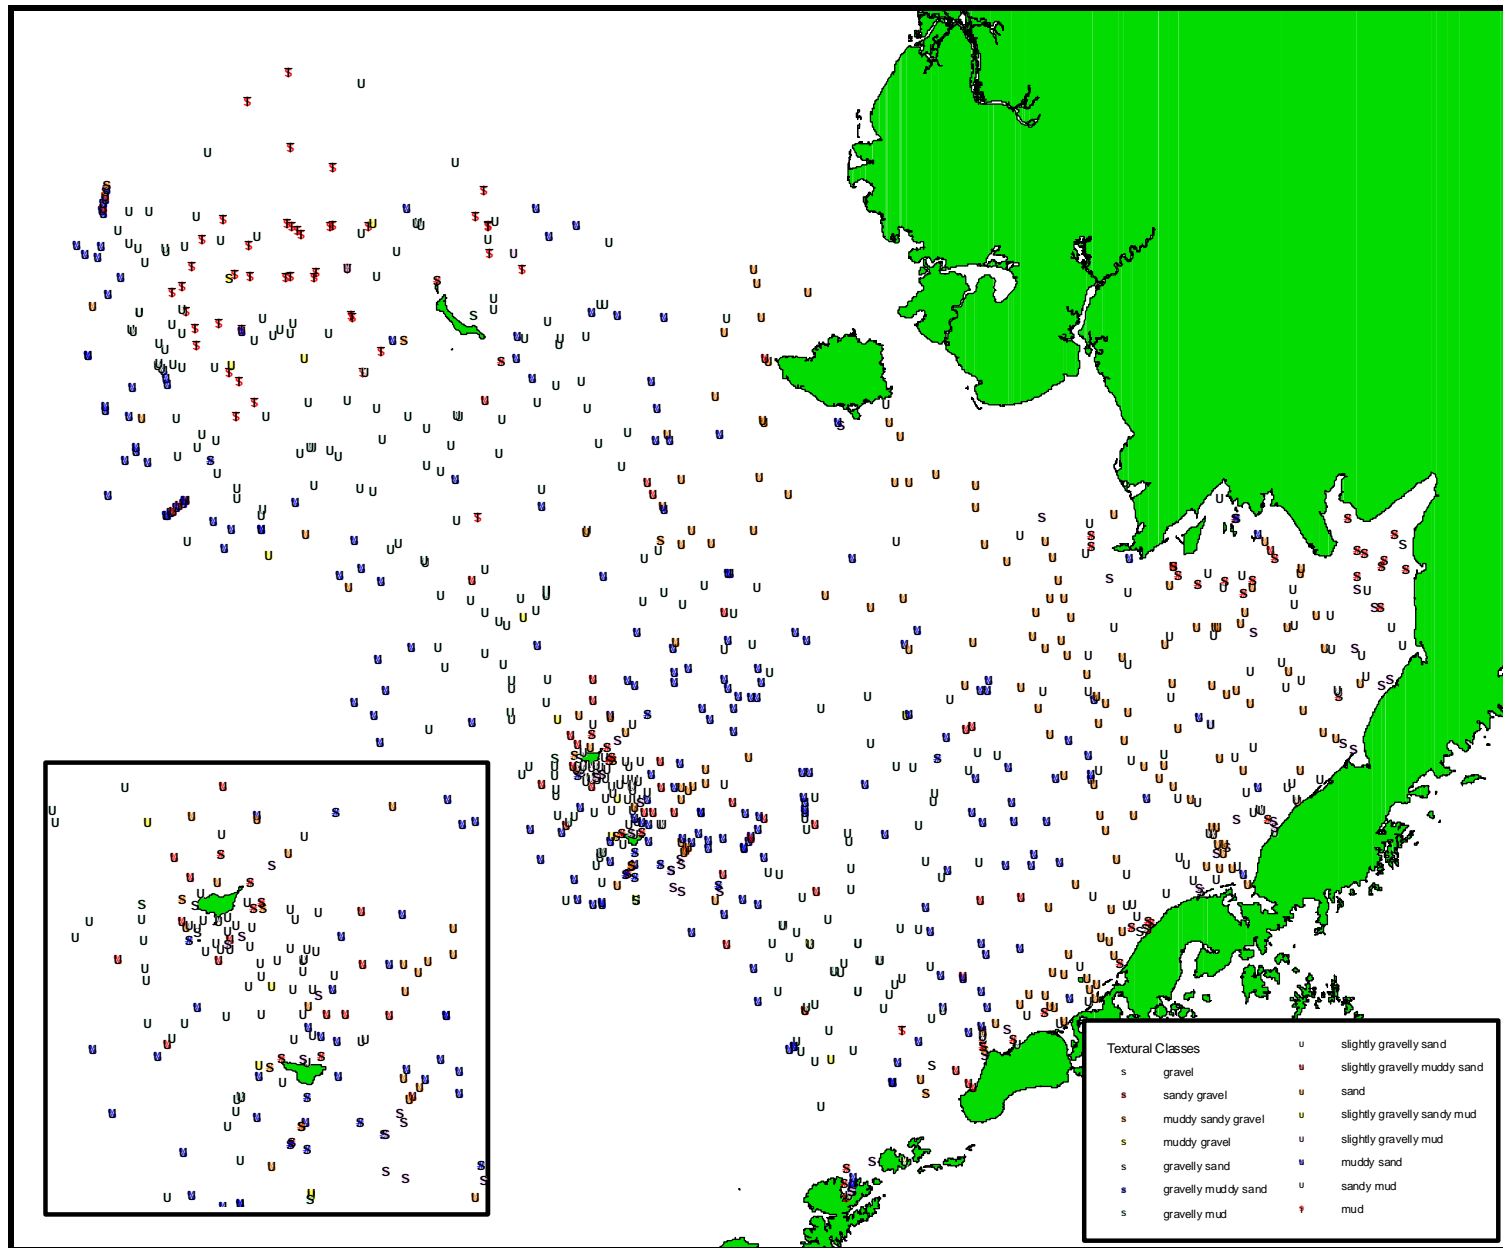 Textural Classes
gravel
sandy gravel
muddy sandy gravel
muddy gravel
gravelly sand
gravelly muddy sand
gravelly mud
slightly gravelly sand
slightly gravelly muddy sand
sand
slightly gravelly sandy mud
slightly gravelly mud
muddy sand
sandy mud
mud